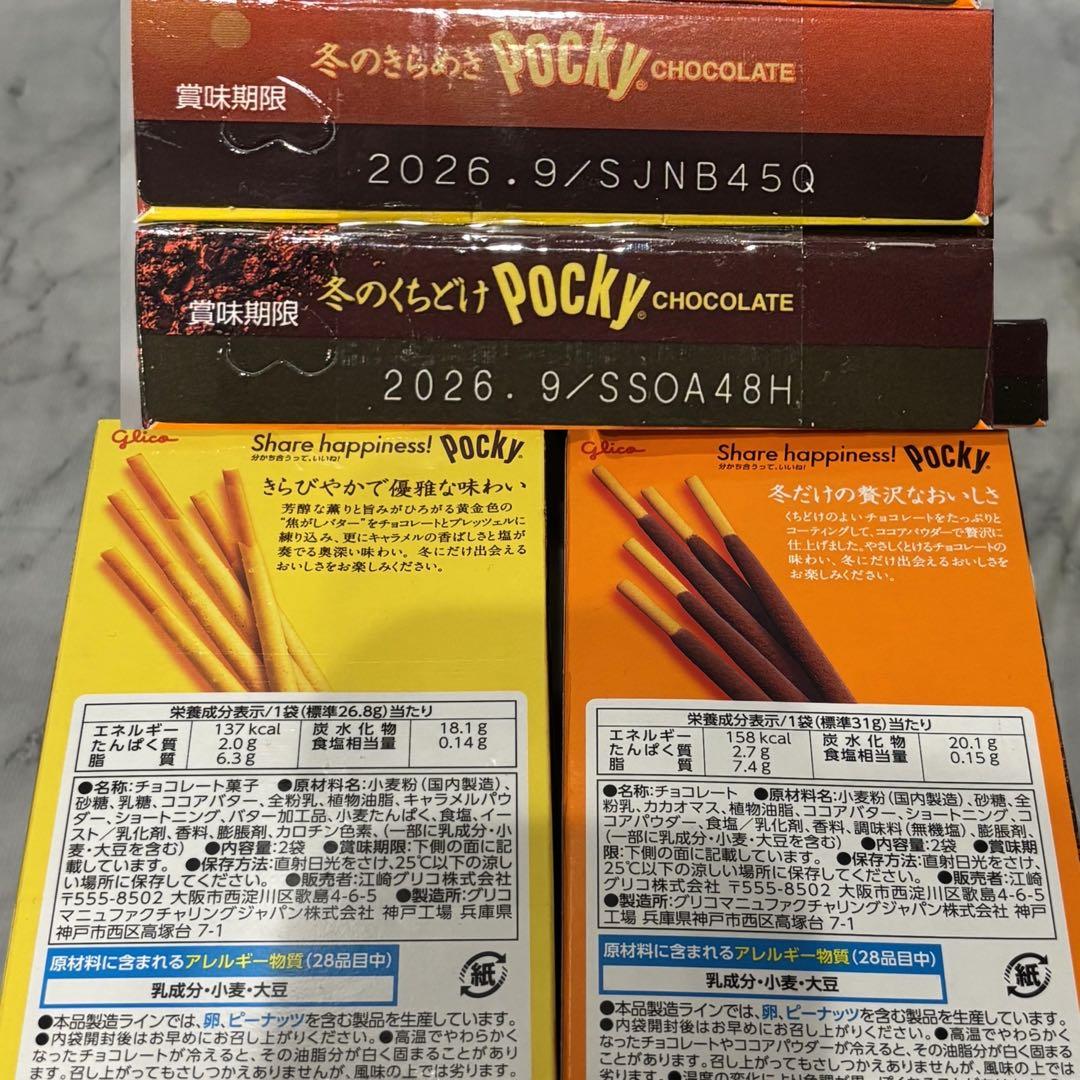 冬のきらめき Pocky® CHOCOLATE
賞味期限
2026.9/SJNB45Q
冬のくちどけ Pocky® CHOCOLATE
賞味期限
2026.9/SSOA48H
Glico
Share happiness! Pocky®
分かち合うって、いいね!
きらびやかで優雅な味わい
芳醇な薫りと旨みがひろがる黄金色の
“焦がしバター”をチョコレートとプレッツェルに
練り込み、更にキャラメルの香ばしさと塩が
奏でる奥深い味わい。冬にだけ出会える
おいしさをお楽しみください。
栄養成分表示/1袋(標準26.8g)当たり
エネルギー 137kcal 炭水化物 18.1g
たんぱく質 2.0g 食塩相当量 0.14g
脂質 6.3g
●名称:チョコレート菓子 ●原材料名:小麦粉(国内製造)、
砂糖、乳糖、ココアバター、全粉乳、植物油脂、キャラメルパウ
ダー、ショートニング、バター加工品、小麦たんぱく、食塩、イー
スト/乳化剤、香料、膨脹剤、カロチン色素、(一部に乳成分・小
麦・大豆を含む) ●内容量:2袋 ●賞味期限:下側の面に記
載しています。 ●保存方法:直射日光をさけ、25℃以下の涼し
い場所に保存してください。 ●販売者:江崎グリコ株式会社
〒555-8502 大阪市西淀川区歌島4-6-5 ●製造所:グリコ
マニュファクチャリングジャパン株式会社 神戸工場 兵庫県
神戸市西区高塚台 7-1
原材料に含まれるアレルギー物質(28品目中)
乳成分・小麦・大豆
紙
●本品製造ラインでは、卵、ピーナッツを含む製品を生産しています。
●内袋開封後はお早めにお召し上がりください。●高温でやわらかく
なったチョコレートが冷えると、その油脂分が白く固まることがあり
ます。召し上がってもさしつかえありませんが、風味の上では劣ります。
Glico
Share happiness! Pocky®
分かち合うって、いいね!
冬だけの贅沢なおいしさ
くちどけのよいチョコレートをたっぷりと
コーティングして、ココアパウダーで贅沢に
仕上げました。やさしくとけるチョコレートの
味わい、冬にだけ出会えるおいしさを
お楽しみください。
栄養成分表示/1袋(標準31g)当たり
エネルギー 158kcal 炭水化物 20.1g
たんぱく質 2.7g 食塩相当量 0.15g
脂質 7.4g
●名称:チョコレート ●原材料名:小麦粉(国内製造)、砂糖、全
粉乳、カカオマス、植物油脂、ココアバター、ショートニング、コ
コアパウダー、食塩/乳化剤、香料、調味料(無機塩)、膨脹剤、
(一部に乳成分・小麦・大豆を含む) ●内容量:2袋 ●賞味期
限:下側の面に記載しています。 ●保存方法:直射日光をさけ、
25℃以下の涼しい場所に保存してください。 ●販売者:江崎
グリコ株式会社 〒555-8502 大阪市西淀川区歌島4-6-5
●製造所:グリコマニュファクチャリングジャパン株式会社 神戸
工場 兵庫県神戸市西区高塚台 7-1
原材料に含まれるアレルギー物質(28品目中)
乳成分・小麦・大豆
紙
●本品製造ラインでは、卵、ピーナッツを含む製品を生産しています。
●内袋開封後はお早めにお召し上がりください。●高温でやわらかく
なったチョコレートやココアパウダーが冷えると、その油脂分が白く固まる
ことがあります。召し上がってもさしつかえありませんが、風味の上では